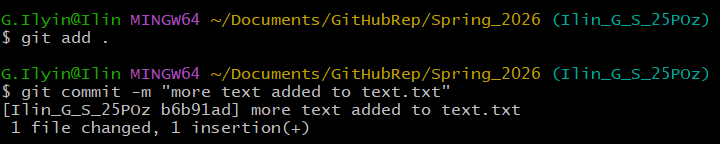 G.Ilyin@Ilin MINGW64 ~/Documents/GitHubRep/Spring_2026 (Ilin_G_S_25POz)
$ git add .
G.Ilyin@Ilin MINGW64 ~/Documents/GitHubRep/Spring_2026 (Ilin_G_S_25POz)
$ git commit -m "more text added to text.txt"
[Ilin_G_S_25POz b6b91ad] more text added to text.txt
 1 file changed, 1 insertion(+)